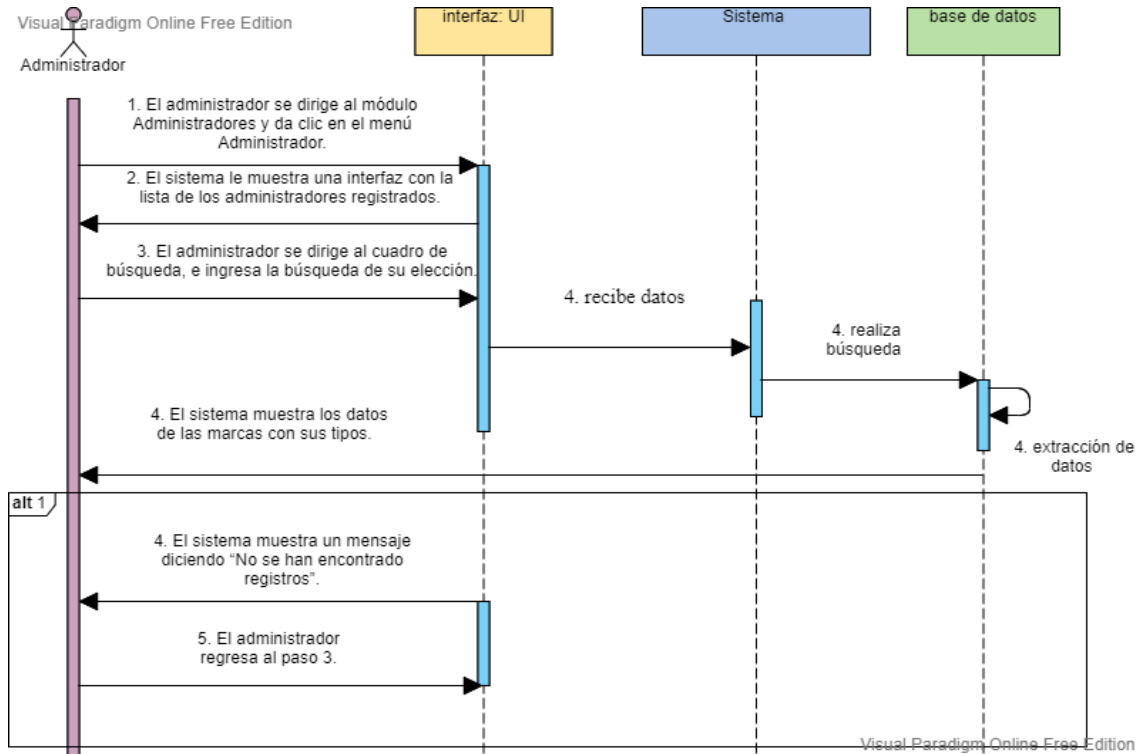 Visual Paradigm Online Free Edition
interfaz: UI
Sistema
base de datos
Administrador
1. El administrador se dirige al módulo
Administradores y da clic en el menú
Administrador.
2. El sistema le muestra una interfaz con la
lista de los administradores registrados.
3. El administrador se dirige al cuadro de
búsqueda, e ingresa la búsqueda de su elección.
4. recibe datos
4. realiza
búsqueda
4. extracción de
datos
4. El sistema muestra los datos
de las marcas con sus tipos.
alt 1
4. El sistema muestra un mensaje
diciendo “No se han encontrado
registros”.
5. El administrador
regresa al paso 3.
Visual Paradigm Online Free Edition